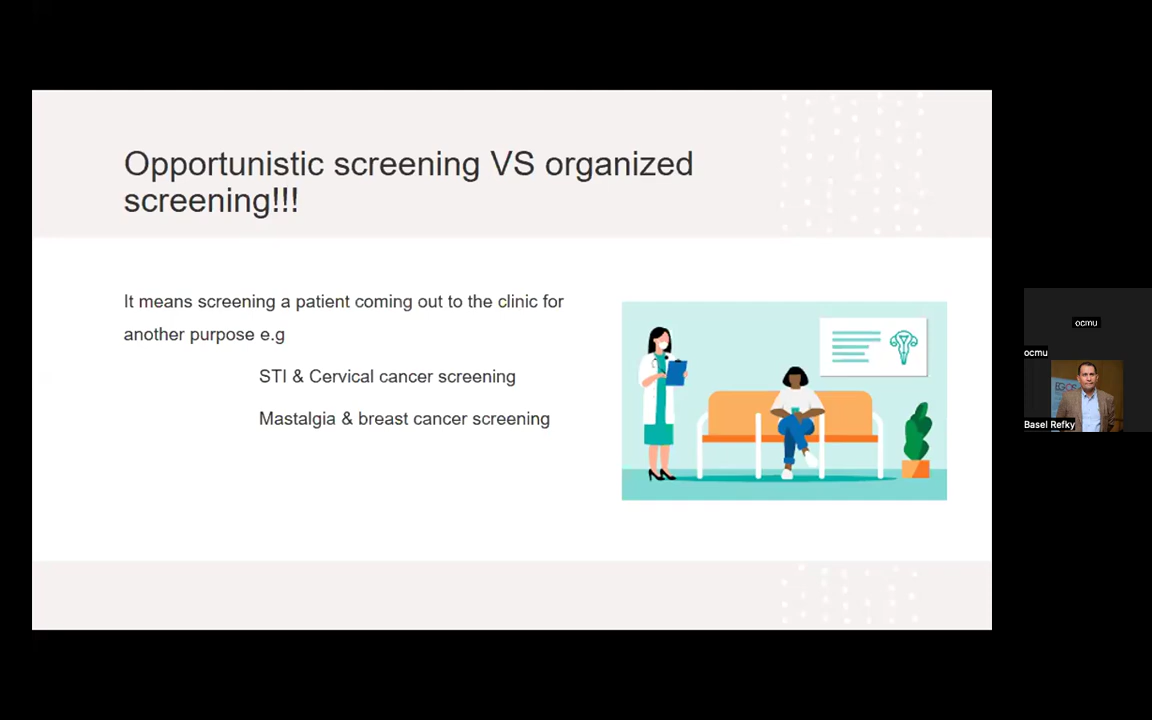 Opportunistic screening VS organized
screening!!!
It means screening a patient coming out to the clinic for
another purpose e.g
STI & Cervical cancer screening
Mastalgia & breast cancer screening
ocmu
ocmu
Basel Refky